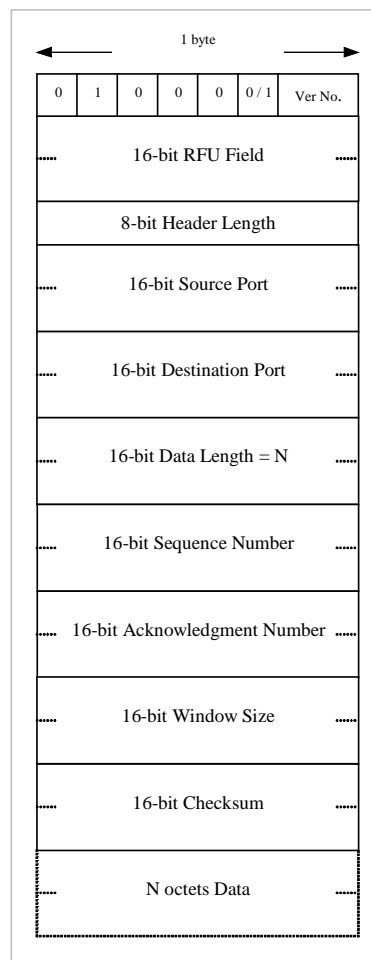 1 byte
0 1 0 0 0 0 / 1 Ver No.
16-bit RFU Field
8-bit Header Length
16-bit Source Port
16-bit Destination Port
16-bit Data Length = N
16-bit Sequence Number
16-bit Acknowledgment Number
16-bit Window Size
16-bit Checksum
N octets Data